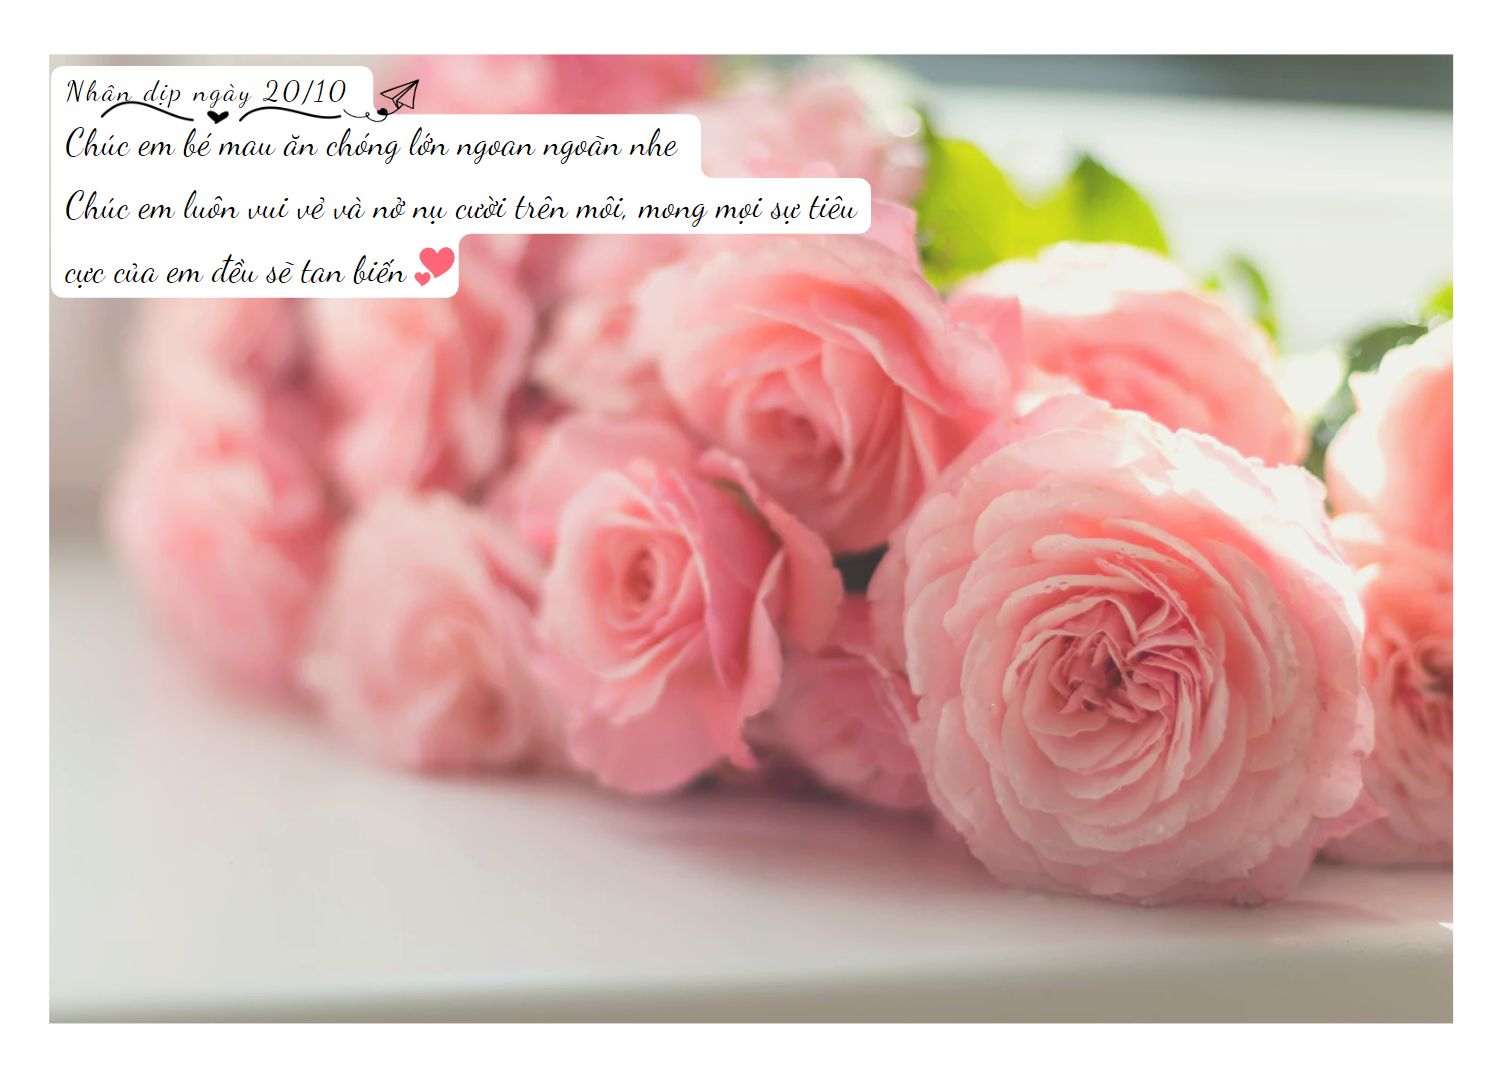 Nhân dịp ngày 20/10
Chúc em bé mau ăn chóng lớn ngoan ngoãn nhe
Chúc em luôn vui vẻ và nở nụ cười trên môi, mong mọi sự tiêu
cực của em đều sẽ tan biến 💕